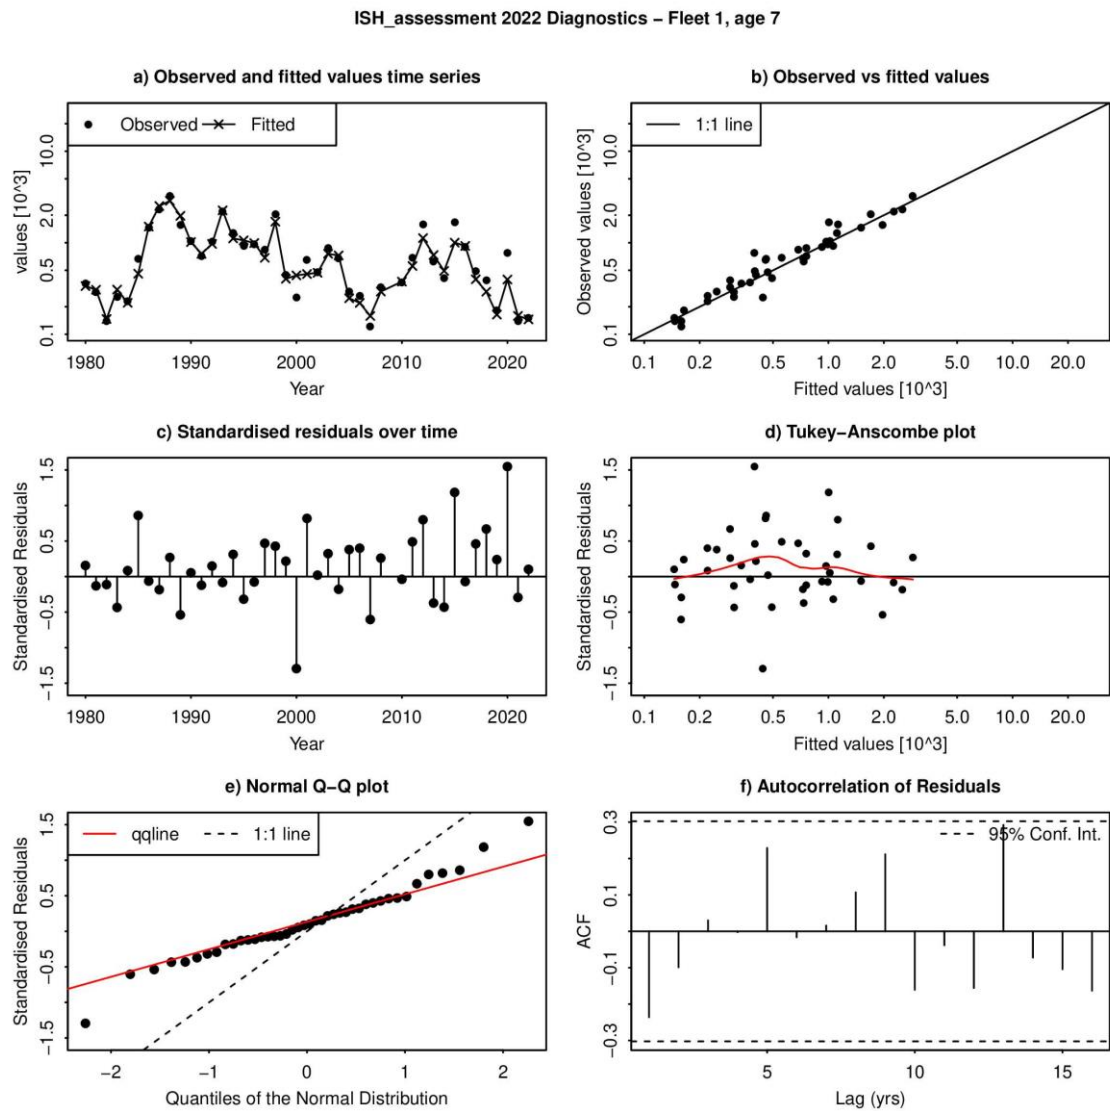 ISH_assessment 2022 Diagnostics – Fleet 1, age 7
a) Observed and fitted values time series
Observed
Fitted
values [10^3]
0.1
0.5
2.0
10.0
1980
1990
2000
2010
2020
Year
b) Observed vs fitted values
1:1 line
Observed values [10^3]
0.1
0.5
2.0
10.0
0.1
0.2
0.5
1.0
2.0
5.0
10.0
20.0
Fitted values [10^3]
c) Standardised residuals over time
Standardised Residuals
−1.5
−0.5
0.5
1.5
1980
1990
2000
2010
2020
Year
d) Tukey−Anscombe plot
Standardised Residuals
−1.5
−0.5
0.5
1.5
0.1
0.2
0.5
1.0
2.0
5.0
10.0
20.0
Fitted values [10^3]
e) Normal Q−Q plot
qqline
1:1 line
Standardised Residuals
−1.5
−0.5
0.5
1.5
−2
−1
0
1
2
Quantiles of the Normal Distribution
f) Autocorrelation of Residuals
95% Conf. Int.
ACF
−0.3
−0.1
0.1
0.3
5
10
15
Lag (yrs)